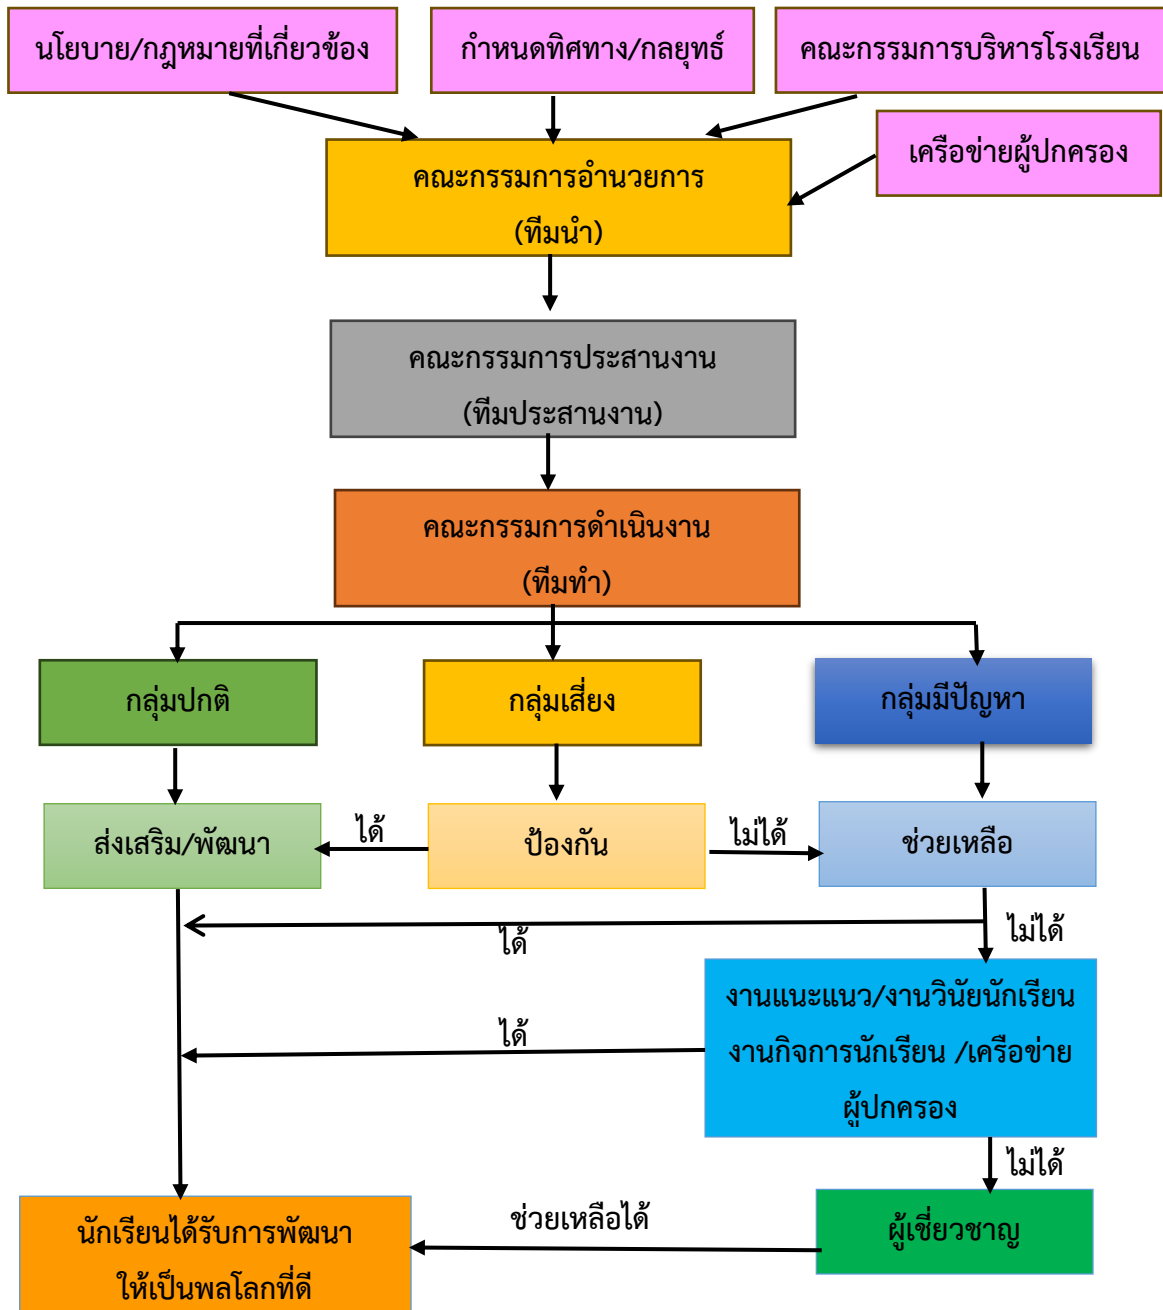 นโยบาย/กฎหมายที่เกี่ยวข้อง
กำหนดทิศทาง/กลยุทธ์
คณะกรรมการบริหารโรงเรียน
เครือข่ายผู้ปกครอง
คณะกรรมการอำนวยการ
(ทีมนำ)
คณะกรรมการประสานงาน
(ทีมประสานงาน)
คณะกรรมการดำเนินงาน
(ทีมทำ)
กลุ่มปกติ
กลุ่มเสี่ยง
กลุ่มมีปัญหา
ส่งเสริม/พัฒนา
ได้
ป้องกัน
ไม่ได้
ช่วยเหลือ
ได้
ไม่ได้
งานแนะแนว/งานวินัยนักเรียน
งานกิจการนักเรียน /เครือข่าย
ผู้ปกครอง
ได้
ไม่ได้
ช่วยเหลือได้
ผู้เชี่ยวชาญ
นักเรียนได้รับการพัฒนา
ให้เป็นพลโลกที่ดี